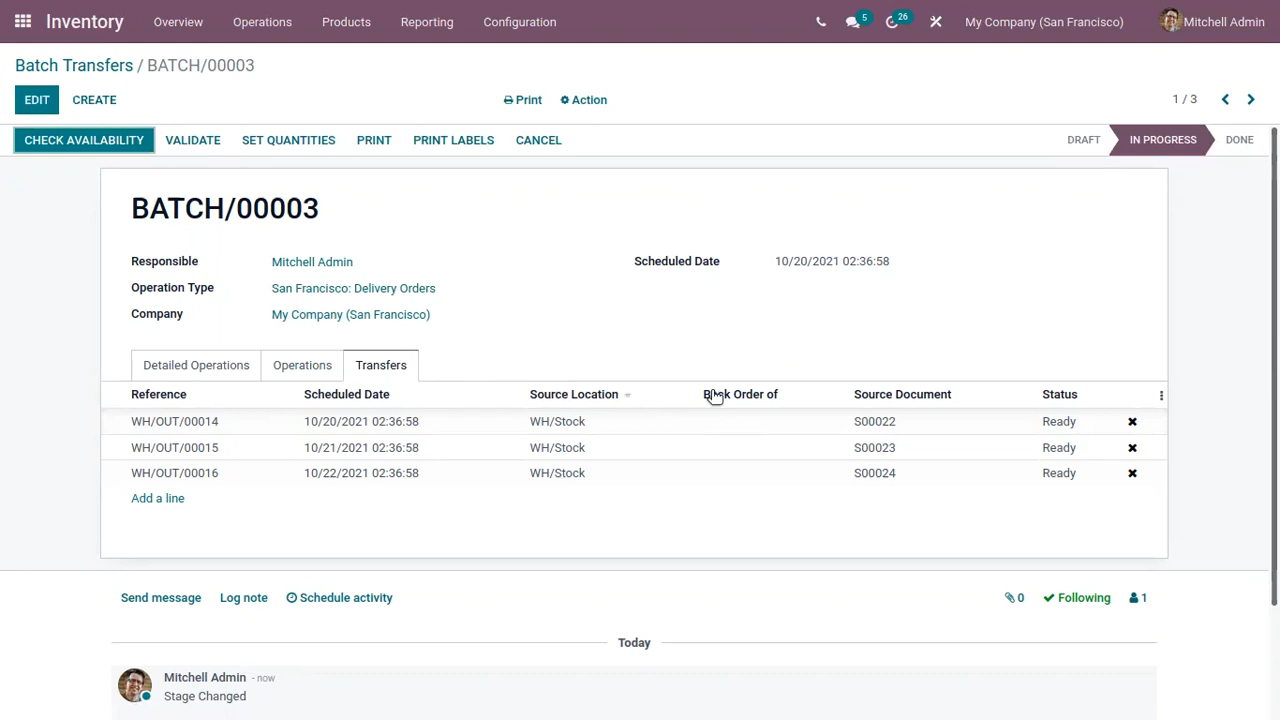 Inventory Overview Operations Products Reporting Configuration 5 26 My Company (San Francisco) Mitchell Admin
Batch Transfers / BATCH/00003
EDIT CREATE Print Action 1 / 3
CHECK AVAILABILITY VALIDATE SET QUANTITIES PRINT PRINT LABELS CANCEL DRAFT IN PROGRESS DONE
BATCH/00003
Responsible Mitchell Admin Scheduled Date 10/20/2021 02:36:58
Operation Type San Francisco: Delivery Orders
Company My Company (San Francisco)
Detailed Operations Operations Transfers
Reference Scheduled Date Source Location Back Order of Source Document Status
WH/OUT/00014 10/20/2021 02:36:58 WH/Stock S00022 Ready
WH/OUT/00015 10/21/2021 02:36:58 WH/Stock S00023 Ready
WH/OUT/00016 10/22/2021 02:36:58 WH/Stock S00024 Ready
Add a line
Send message Log note Schedule activity 0 Following 1
Today
Mitchell Admin - now
Stage Changed